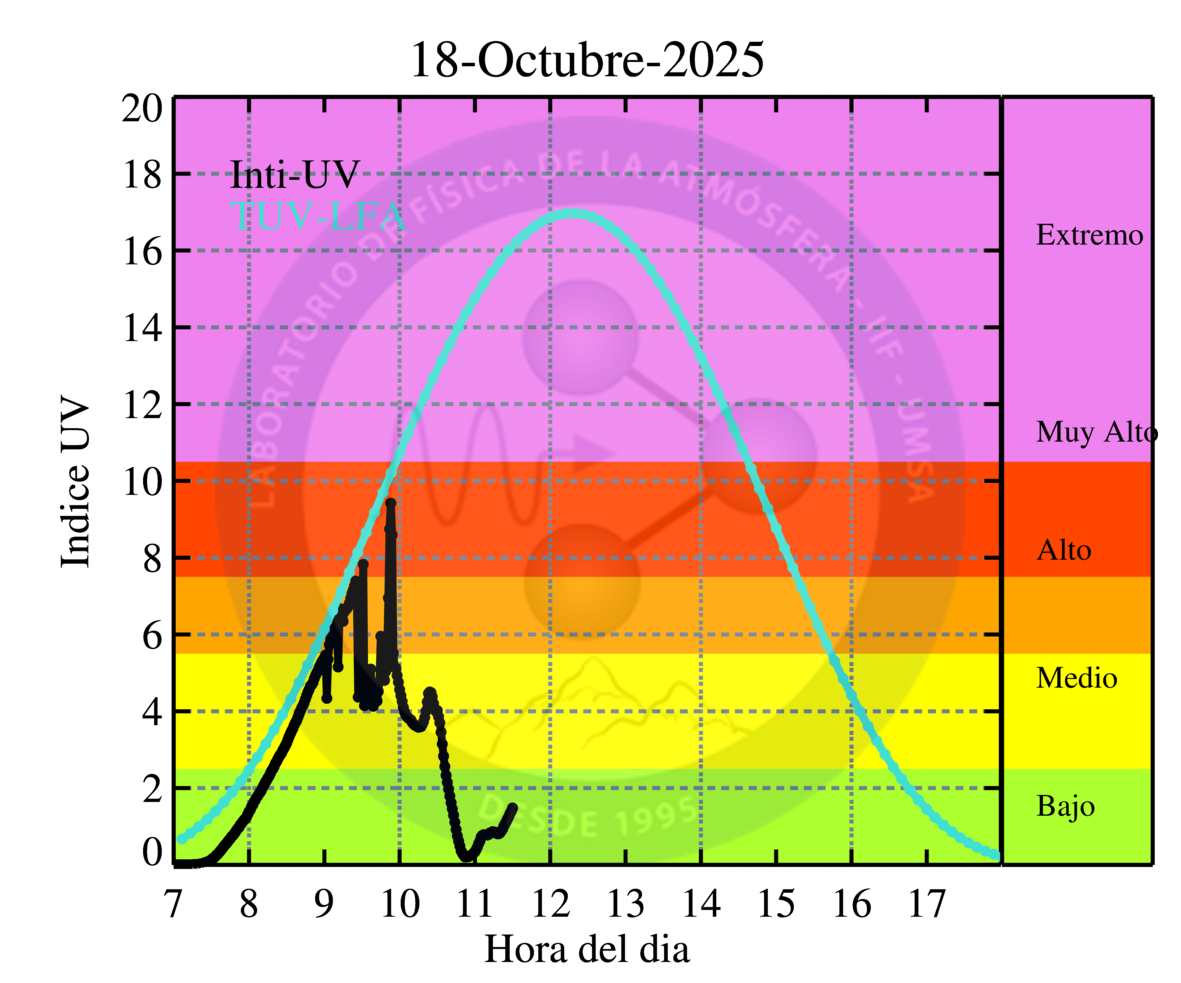 18-Octubre-2025
20
18
16
14
12
10
8
6
4
2
0
Indice UV
Inti-UV
TUV-LFA
LABORATORIO DE FÍSICA DE LA ATMÓSFERA - IIF - UMSA
DESDE 1995
Extremo
Muy Alto
Alto
Medio
Bajo
7 8 9 10 11 12 13 14 15 16 17
Hora del dia